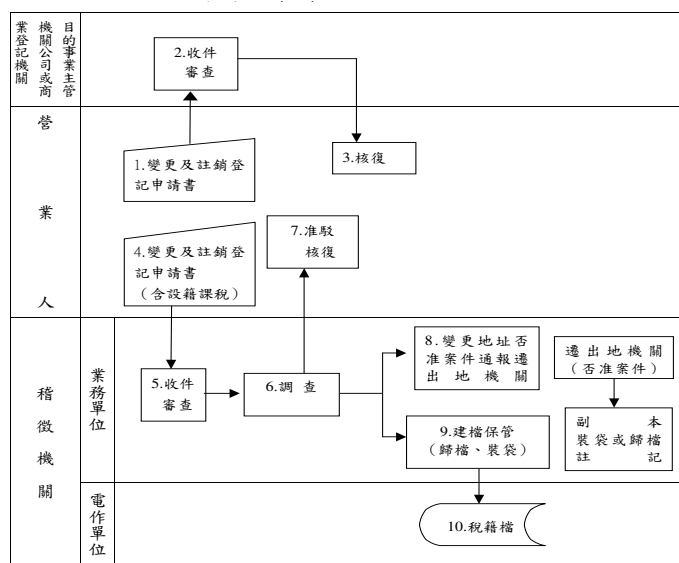 目的事業主管
機關公司或商
業登記機關
2.收件
審查
營業人
1.變更及註銷登
記申請書
3.核復
4.變更及註銷登
記申請書
（含設籍課稅）
7.准駁
核復
稽徵機關
業務單位
5.收件
審查
6.調查
8.變更地址否
准案件通報遷
出地機關
遷出地機關
（否准案件）
9.建檔保管
（歸檔、裝袋）
副本
裝袋或歸檔
註記
電作單位
10.稅籍檔